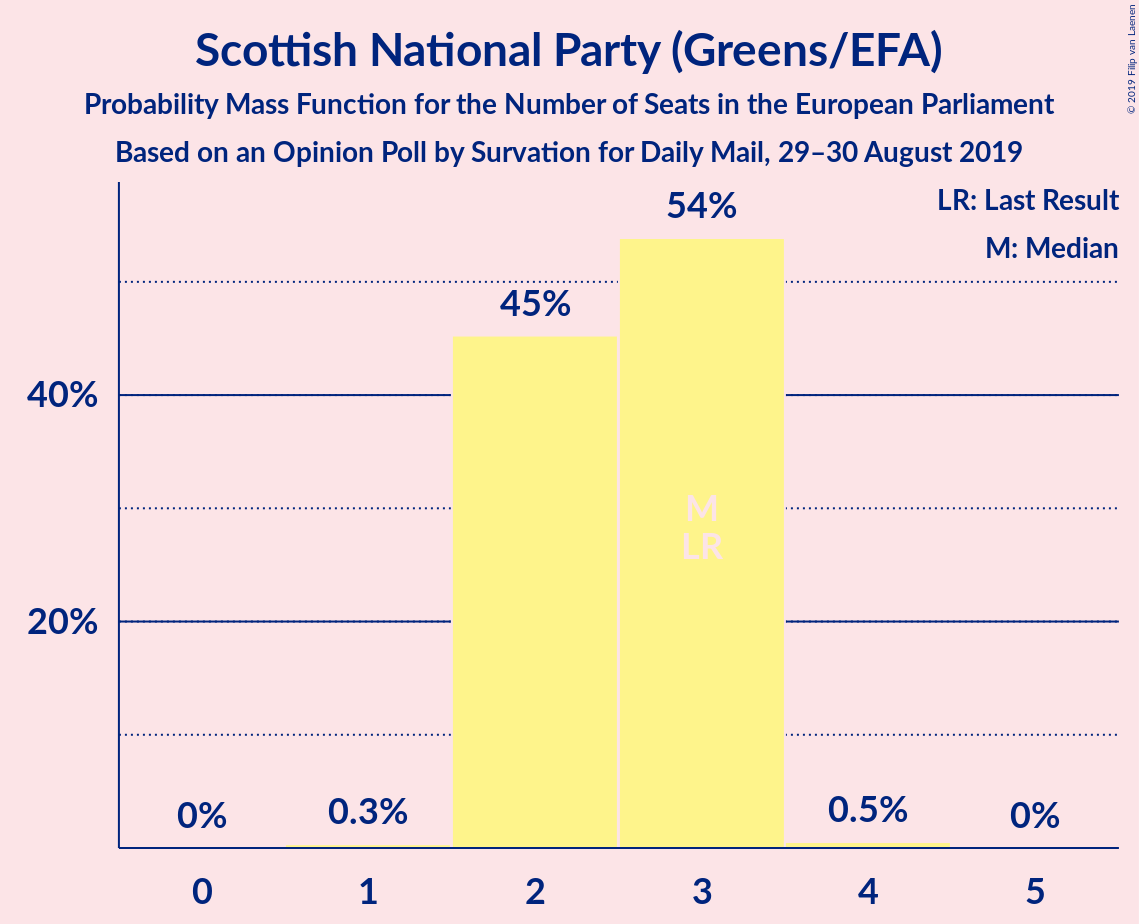 Scottish National Party (Greens/EFA)
Probability Mass Function for the Number of Seats in the European Parliament
Based on an Opinion Poll by Survation for Daily Mail, 29–30 August 2019
© 2019 Filip van Laenen
LR: Last Result
M: Median
54%
45%
40%
M
LR
20%
0%
0.3%
0.5%
0%
0
1
2
3
4
5